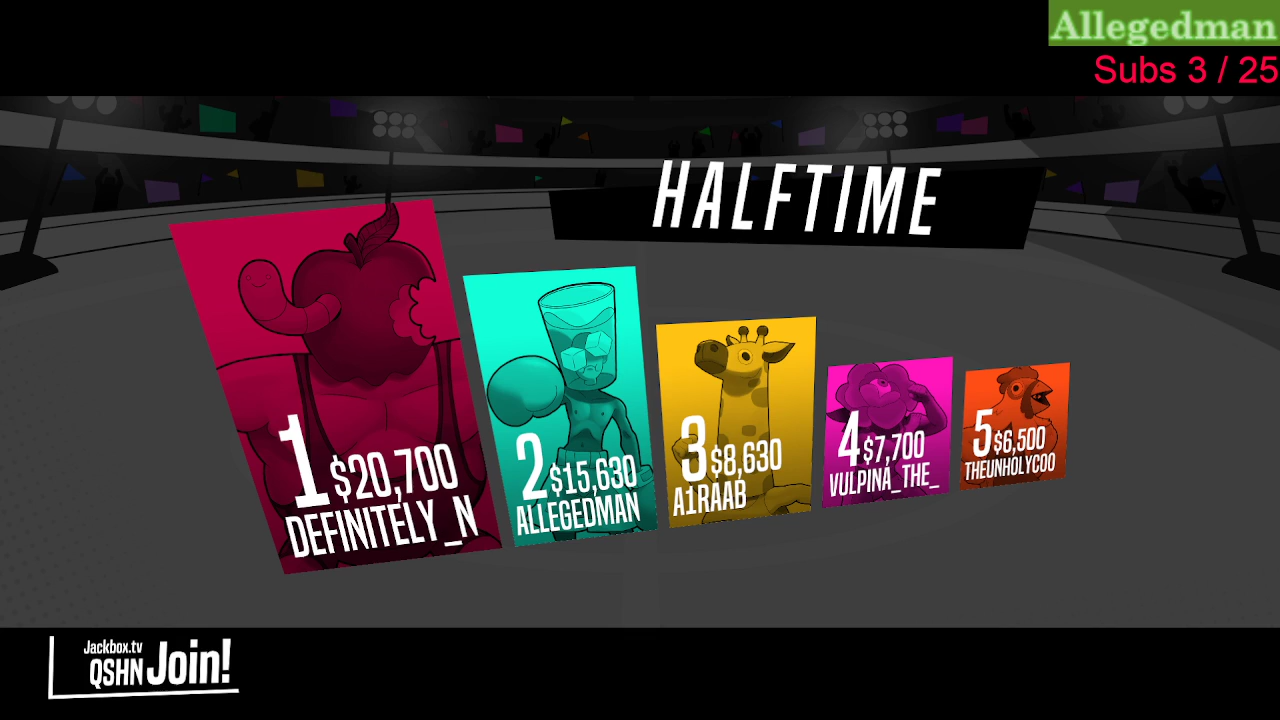 Allegedman
Subs 3 / 25
HALFTIME
1 $20,700
DEFINITELY_N
2 $15,630
ALLEGEDMAN
3 $8,630
A1RAAB
4 $7,700
VULPINA_THE_
5 $6,500
THEUNHOLYCOO
Jackbox.tv
QSHN Join!